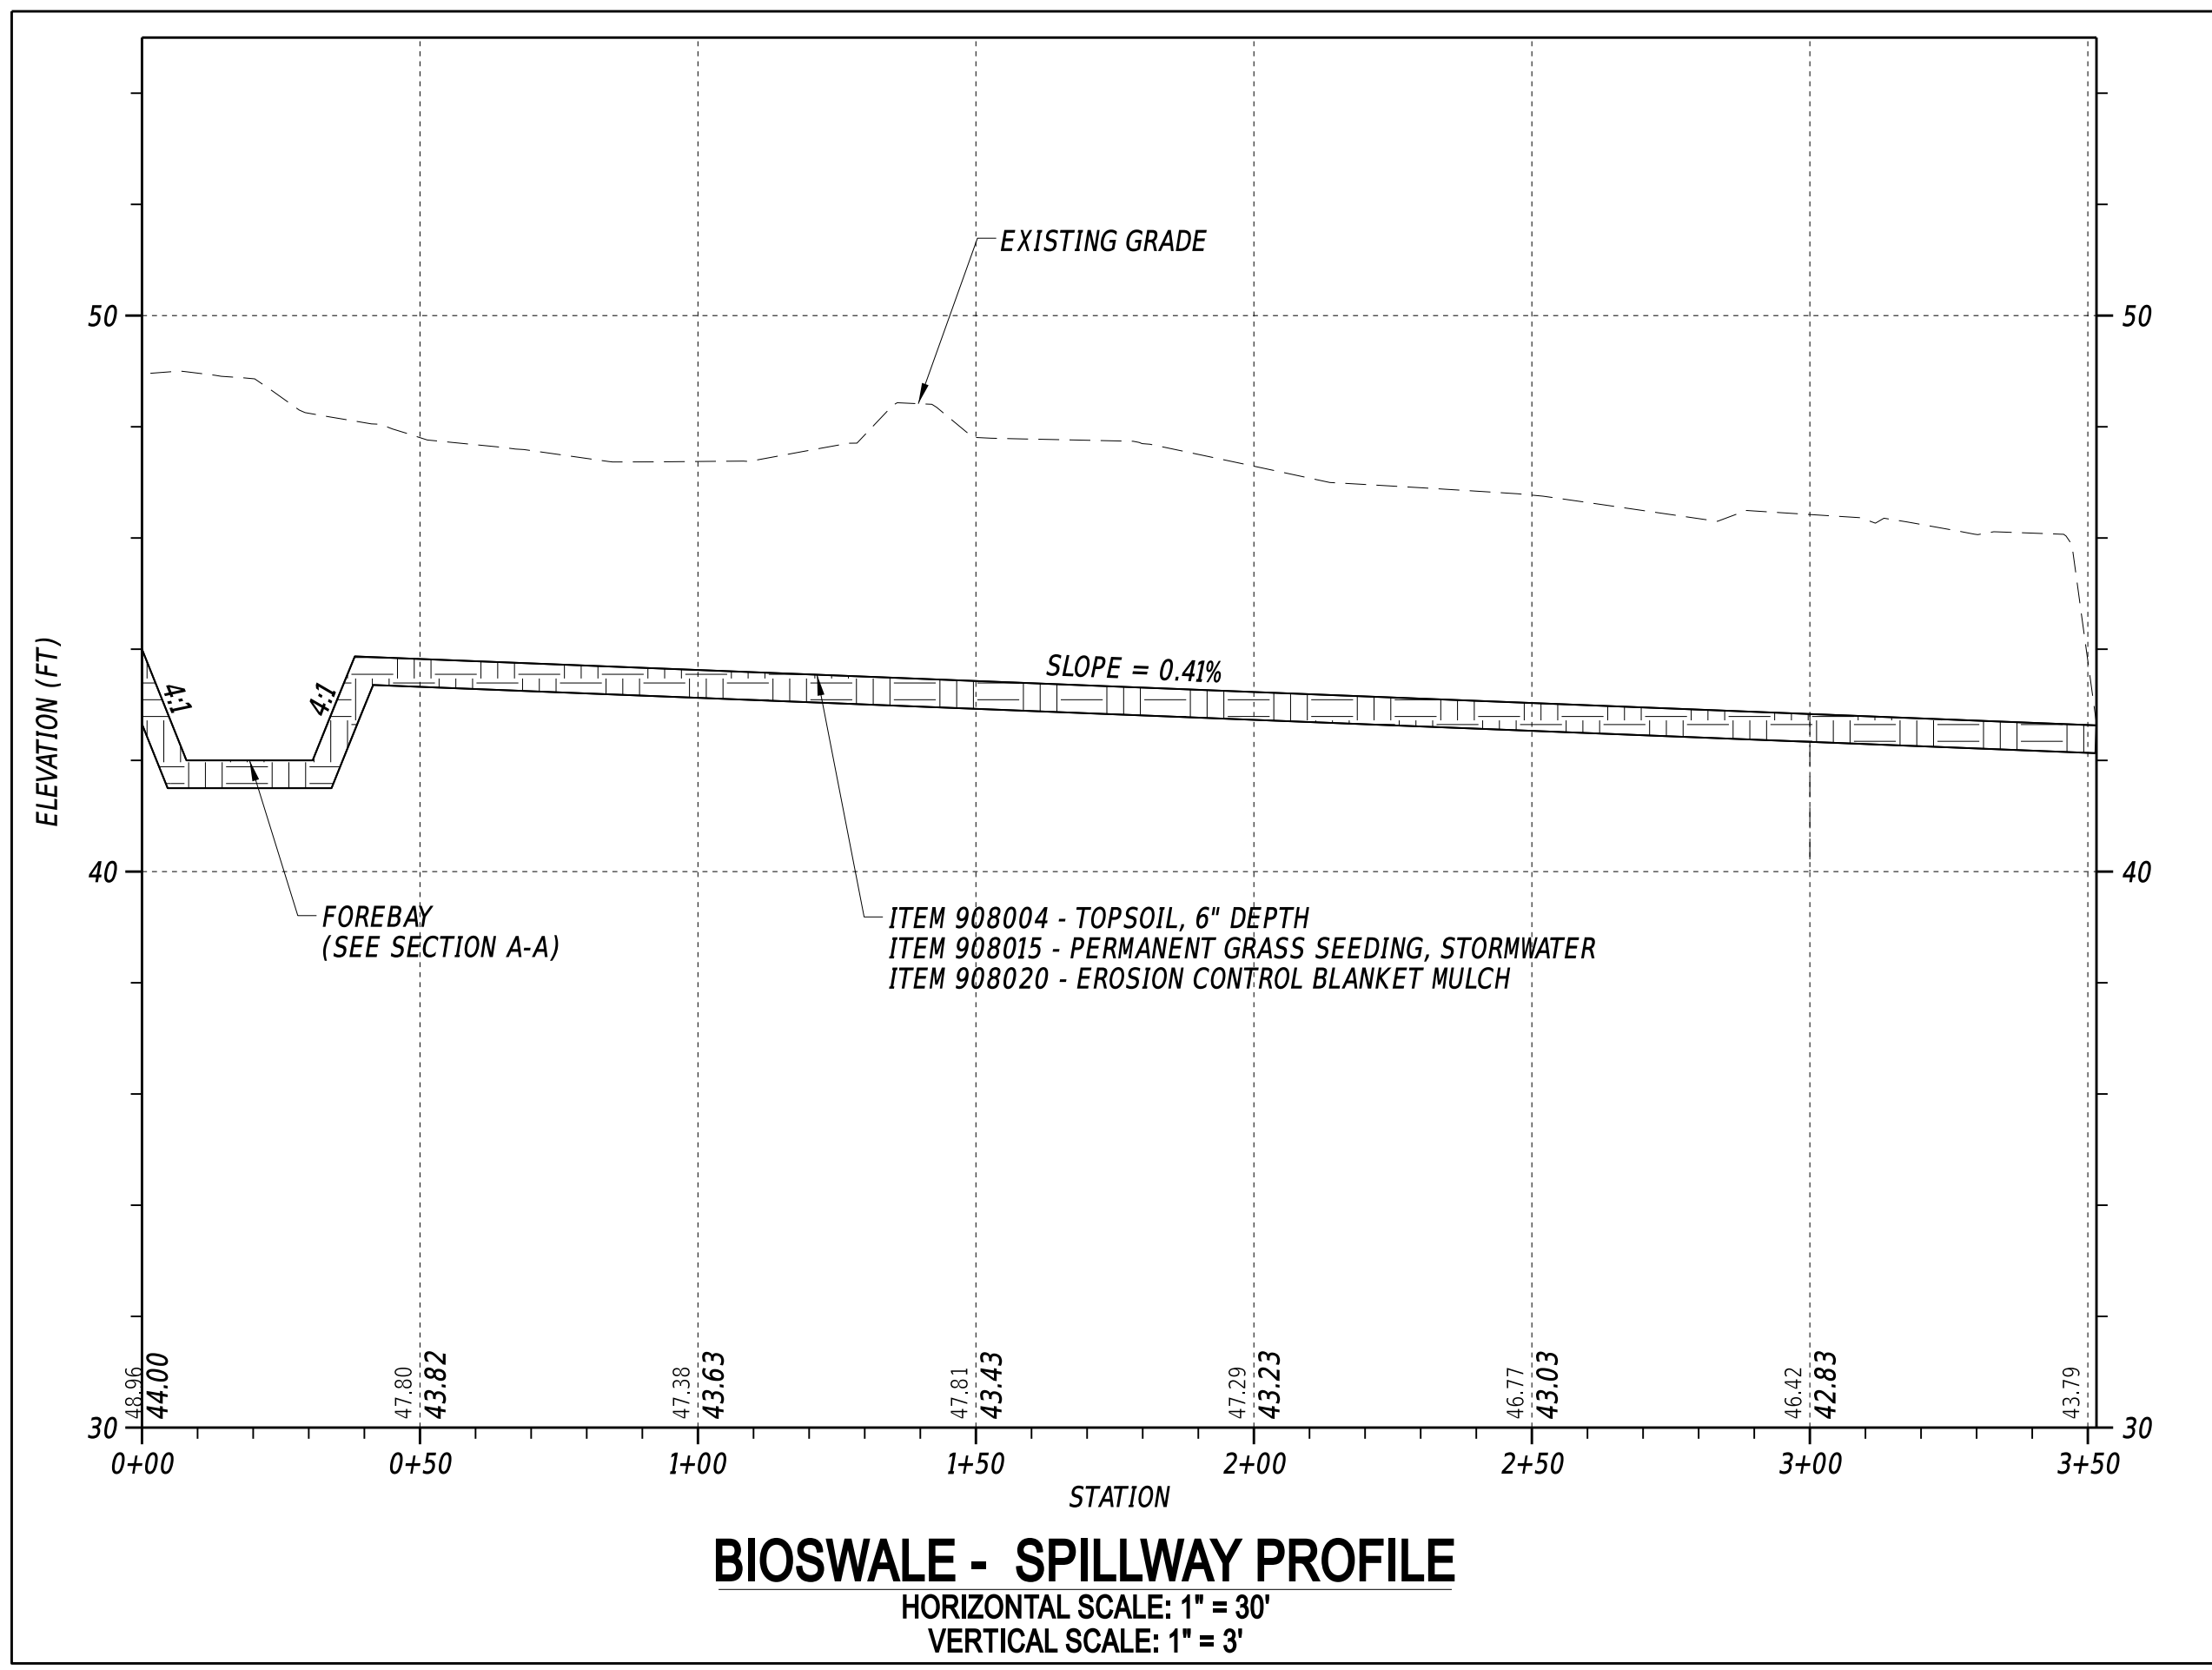 EXISTING GRADE
50
50
ELEVATION (FT)
4:1
4:1
SLOPE = 0.41%
40
40
FOREBAY
(SEE SECTION A-A)
ITEM 908004 - TOPSOIL, 6" DEPTH
ITEM 908015 - PERMANENT GRASS SEEDING, STORMWATER
ITEM 908020 - EROSION CONTROL BLANKET MULCH
48.96
44.00
47.80
43.82
47.38
43.63
47.81
43.43
47.29
43.23
46.77
43.03
46.42
42.83
43.79
30
30
0+00 0+50 1+00 1+50 2+00 2+50 3+00 3+50
STATION
BIOSWALE - SPILLWAY PROFILE
HORIZONTAL SCALE: 1" = 30'
VERTICAL SCALE: 1" = 3'